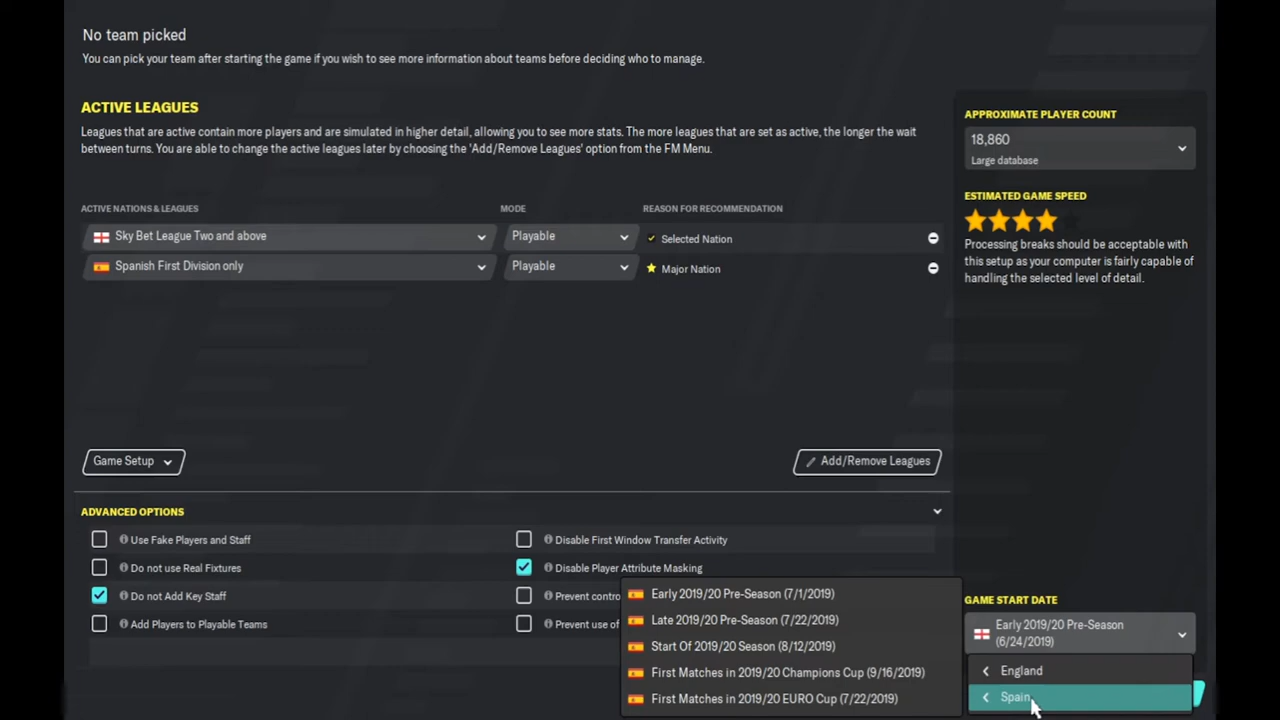 No team picked
You can pick your team after starting the game if you wish to see more information about teams before deciding who to manage.
ACTIVE LEAGUES
Leagues that are active contain more players and are simulated in higher detail, allowing you to see more stats. The more leagues that are set as active, the longer the wait
between turns. You are able to change the active leagues later by choosing the 'Add/Remove Leagues' option from the FM Menu.
ACTIVE NATIONS & LEAGUES MODE REASON FOR RECOMMENDATION
Sky Bet League Two and above Playable Selected Nation
Spanish First Division only Playable Major Nation
Game Setup Add/Remove Leagues
ADVANCED OPTIONS
Use Fake Players and Staff Disable First Window Transfer Activity
Do not use Real Fixtures Disable Player Attribute Masking
Do not Add Key Staff Prevent contro
Add Players to Playable Teams Prevent use of
Early 2019/20 Pre-Season (7/1/2019)
Late 2019/20 Pre-Season (7/22/2019)
Start Of 2019/20 Season (8/12/2019)
First Matches in 2019/20 Champions Cup (9/16/2019)
First Matches in 2019/20 EURO Cup (7/22/2019)
APPROXIMATE PLAYER COUNT
18,860
Large database
ESTIMATED GAME SPEED
Processing breaks should be acceptable with
this setup as your computer is fairly capable of
handling the selected level of detail.
GAME START DATE
Early 2019/20 Pre-Season
(6/24/2019)
England
Spain